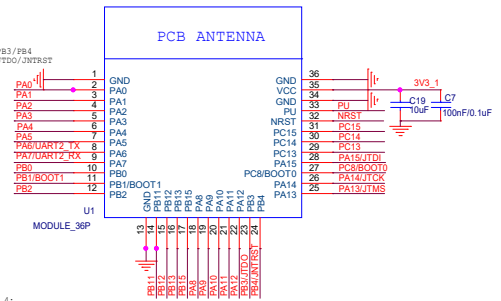 PCB ANTENNA
PB3/PB4
JTDO/JNTRST
1 GND
PA0 2 PA0
PA1 3 PA1
PA2 4 PA2
PA3 5 PA3
PA4 6 PA4
PA5 7 PA5
PA6/UART2_TX 8 PA6
PA7/UART2_RX 9 PA7
PB0 10 PB0
PB1/BOOT1 11 PB1/BOOT1
PB2 12 PB2
GND 36
VCC 35 3V3_1
GND 34
PU 33 PU
NRST 32 NRST
PC15 31 PC15
PC14 30 PC14
PC13 29 PC13
PA15 28 PA15/JTDI
PC8/BOOT0 27 PC8/BOOT0
PA14 26 PA14/JTCK
PA13 25 PA13/JTMS
C19
10uF
C7
100nF/0.1uF
U1
MODULE_36P
GND 13
PB11 14 PB11
PB12 15
PB13 16 PB13
PB15 17 PB15
PA8 18 PA8
PA9 19 PA9
PA10 20 PA10
PA11 21 PA11
PA12 22 PA12
PB3 23 PB3/JTDO
PB4 24 PB4/JNTRST